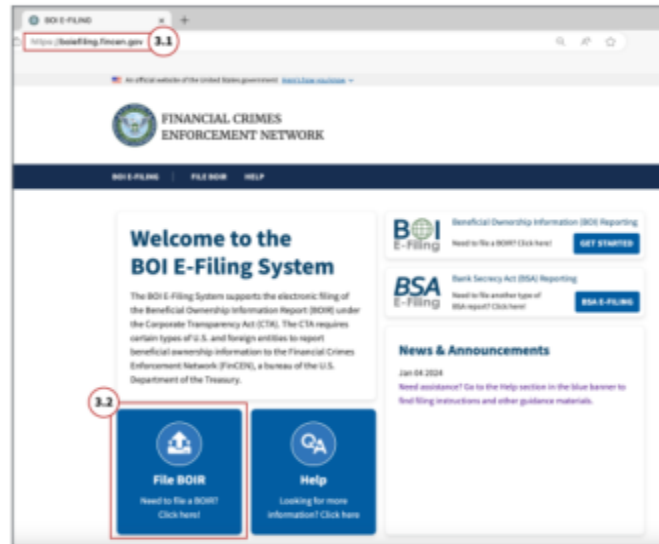 BOI E-FILING
https://boiefiling.fincen.gov
3.1
An official website of the United States government Here's how you know
FINANCIAL CRIMES
ENFORCEMENT NETWORK
BOI E-FILING
FILE BOIR
HELP
Welcome to the
BOI E-Filing System
The BOI E-Filing System supports the electronic filing of
the Beneficial Ownership Information Report (BOIR) under
the Corporate Transparency Act (CTA). The CTA requires
certain types of U.S. and foreign entities to report
beneficial ownership information to the Financial Crimes
Enforcement Network (FinCEN), a bureau of the U.S.
Department of the Treasury.
3.2
File BOIR
Need to file a BOIR?
Click here!
QA
Help
Looking for more
information? Click here
BOI
E-Filing
Beneficial Ownership Information (BOI) Reporting
Need to file a BOIR? Click here!
GET STARTED
BSA
E-Filing
Bank Secrecy Act (BSA) Reporting
Need to file another type of
BSA report? Click here!
BSA E-FILING
News & Announcements
Jan 04 2024
Need assistance? Go to the Help section in the blue banner to
find filing instructions and other guidance materials.